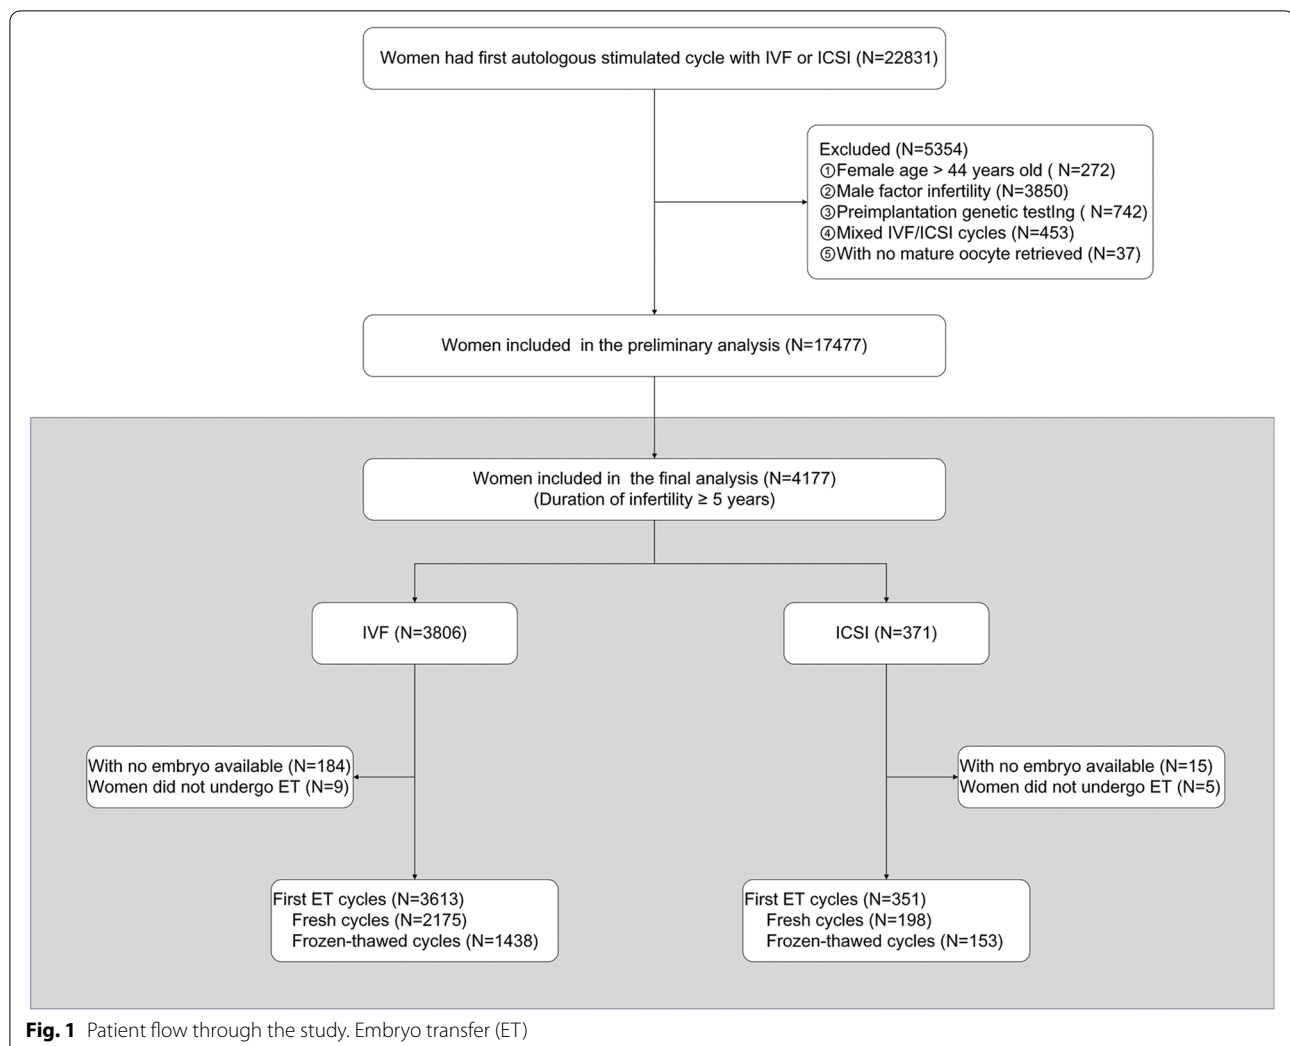 Women had first autologous stimulated cycle with IVF or ICSI (N=22831)
Excluded (N=5354)
①Female age > 44 years old ( N=272)
②Male factor infertility (N=3850)
③Preimplantation genetic testIng ( N=742)
④Mixed IVF/ICSI cycles (N=453)
⑤With no mature oocyte retrieved (N=37)
Women included in the preliminary analysis (N=17477)
Women included in the final analysis (N=4177)
(Duration of infertility ≥ 5 years)
IVF (N=3806)
ICSI (N=371)
With no embryo available (N=184)
Women did not undergo ET (N=9)
With no embryo available (N=15)
Women did not undergo ET (N=5)
First ET cycles (N=3613)
Fresh cycles (N=2175)
Frozen-thawed cycles (N=1438)
First ET cycles (N=351)
Fresh cycles (N=198)
Frozen-thawed cycles (N=153)
Fig. 1 Patient flow through the study. Embryo transfer (ET)